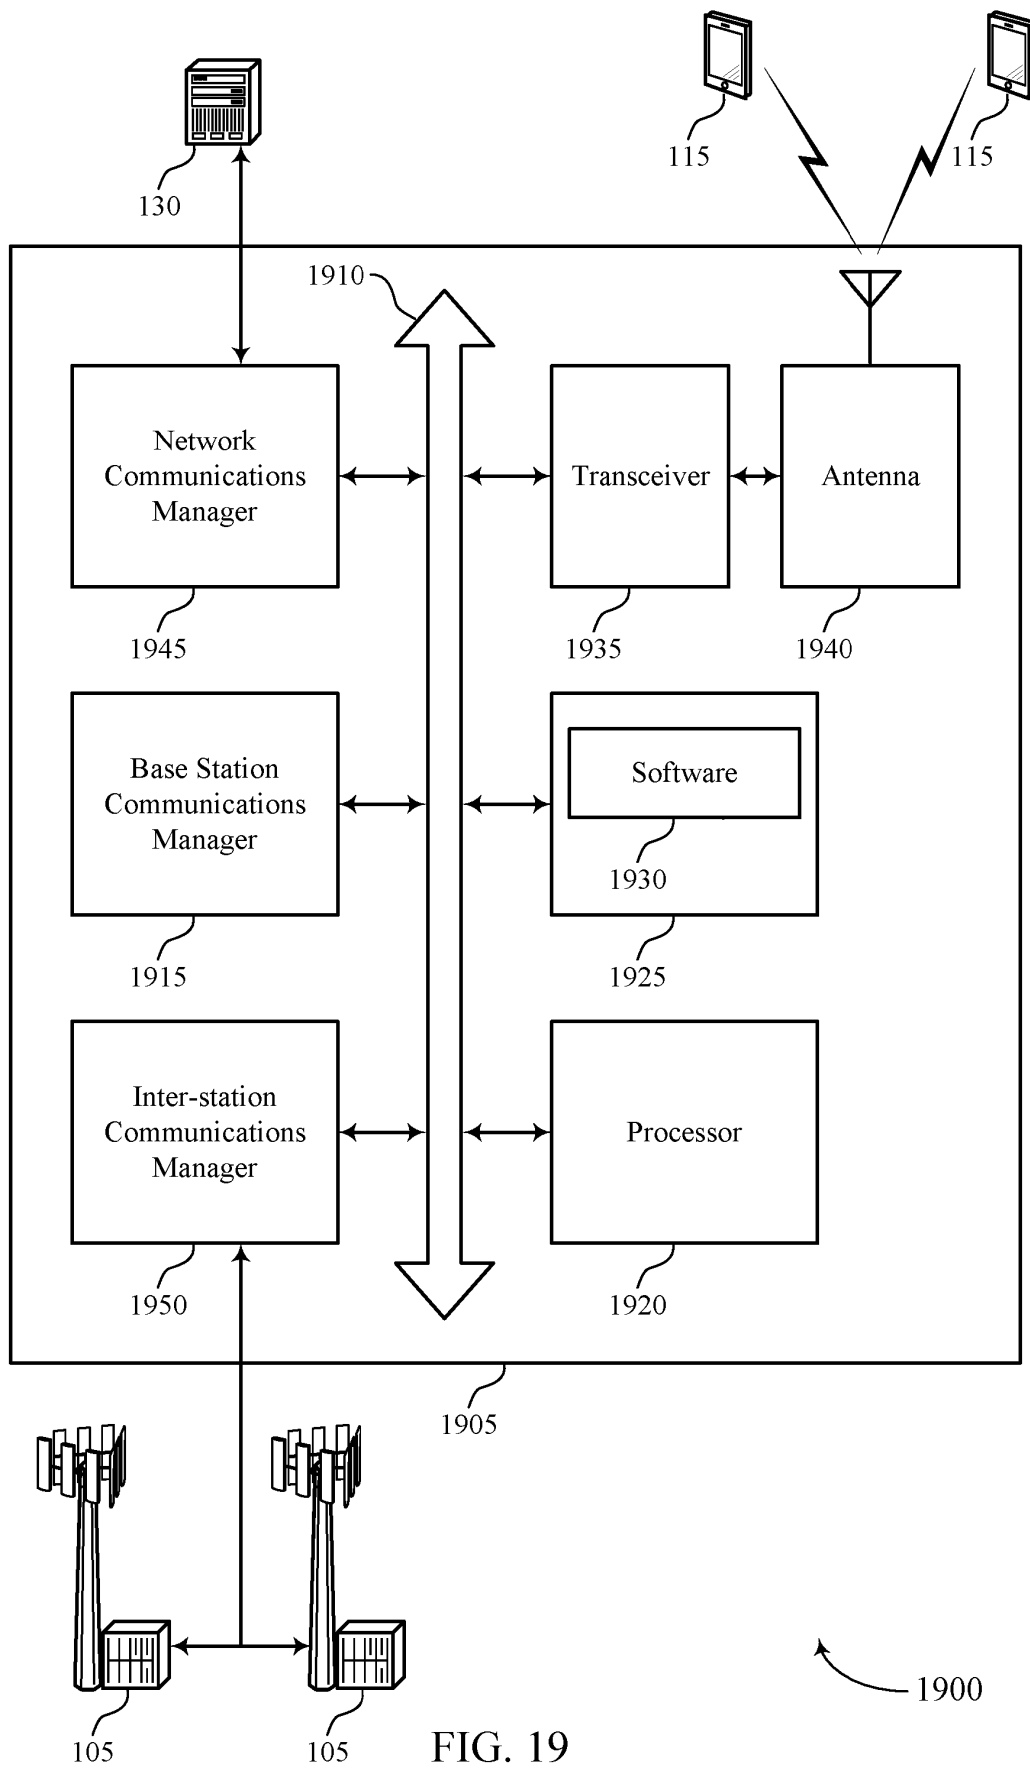 130
115
115
1910
Network
Communications
Manager
Transceiver
Antenna
1945
1935
1940
Base Station
Communications
Manager
Software
1930
1915
1925
Inter-station
Communications
Manager
Processor
1950
1920
1905
105
105
1900
FIG. 19